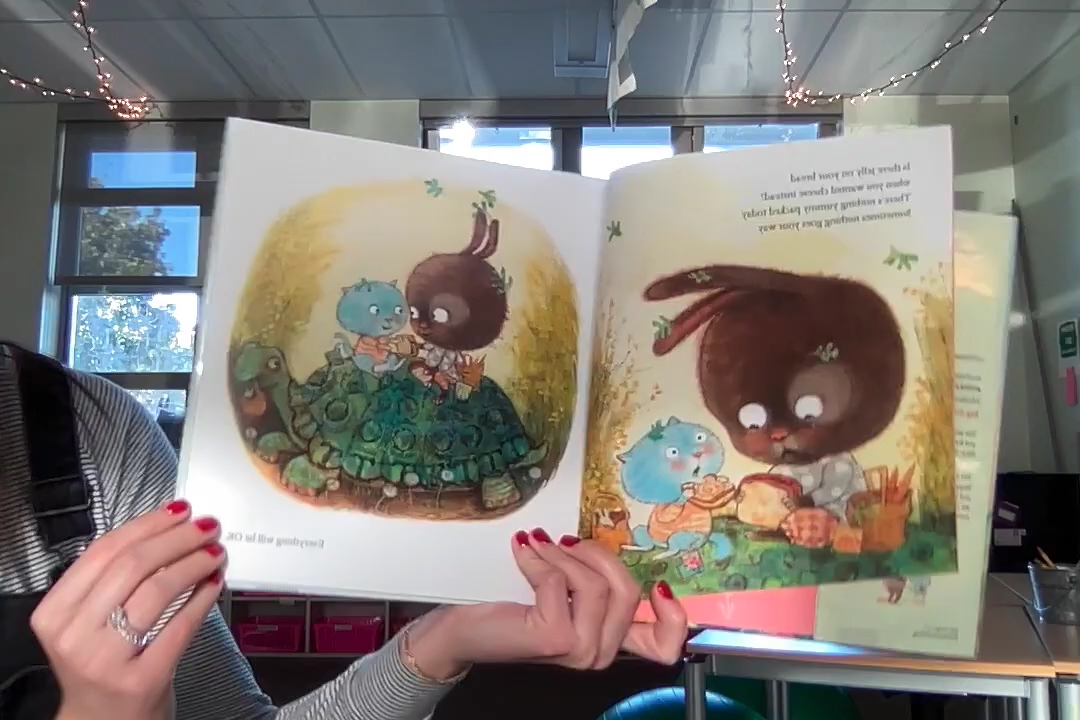 Is there jelly on your bread
when you wanted cheese instead?
There's nothing yummy packed today
Sometimes nothing goes your way
Everything will be OK.